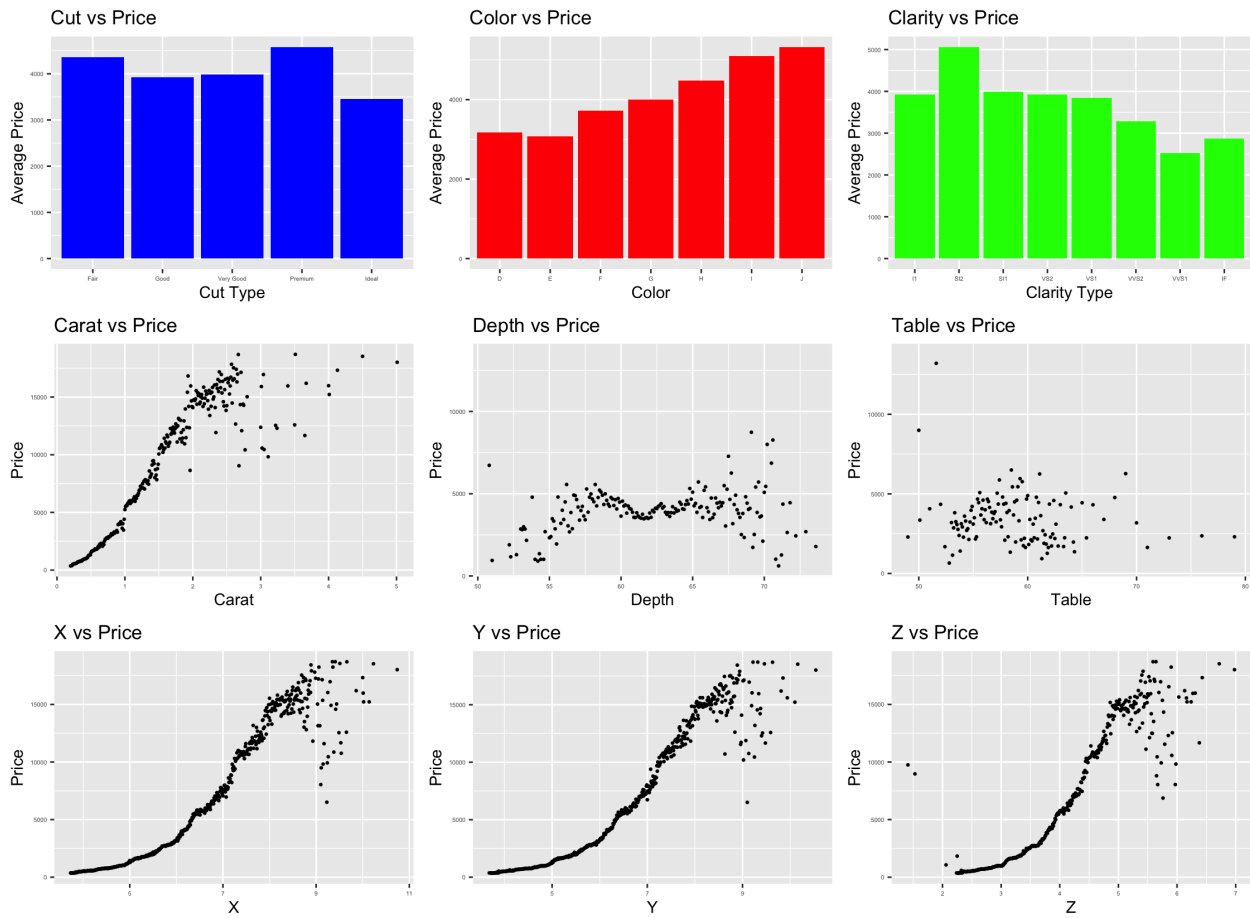 Cut vs Price
Color vs Price
Clarity vs Price
Average Price
4000
3000
2000
1000
0
Fair
Good
Very Good
Premium
Ideal
Cut Type
Average Price
4000
2000
0
D
E
F
G
H
I
J
Color
Average Price
5000
4000
3000
2000
1000
0
I1
SI2
SI1
VS2
VS1
VVS2
VVS1
IF
Clarity Type
Carat vs Price
Depth vs Price
Table vs Price
Price
15000
10000
5000
0
0
1
2
3
4
5
Carat
Price
10000
5000
0
50
55
60
65
70
Depth
Price
10000
5000
0
50
60
70
80
Table
X vs Price
Y vs Price
Z vs Price
Price
15000
10000
5000
0
5
7
9
11
X
Price
15000
10000
5000
0
5
7
9
Y
Price
15000
10000
5000
0
2
3
4
5
6
7
Z